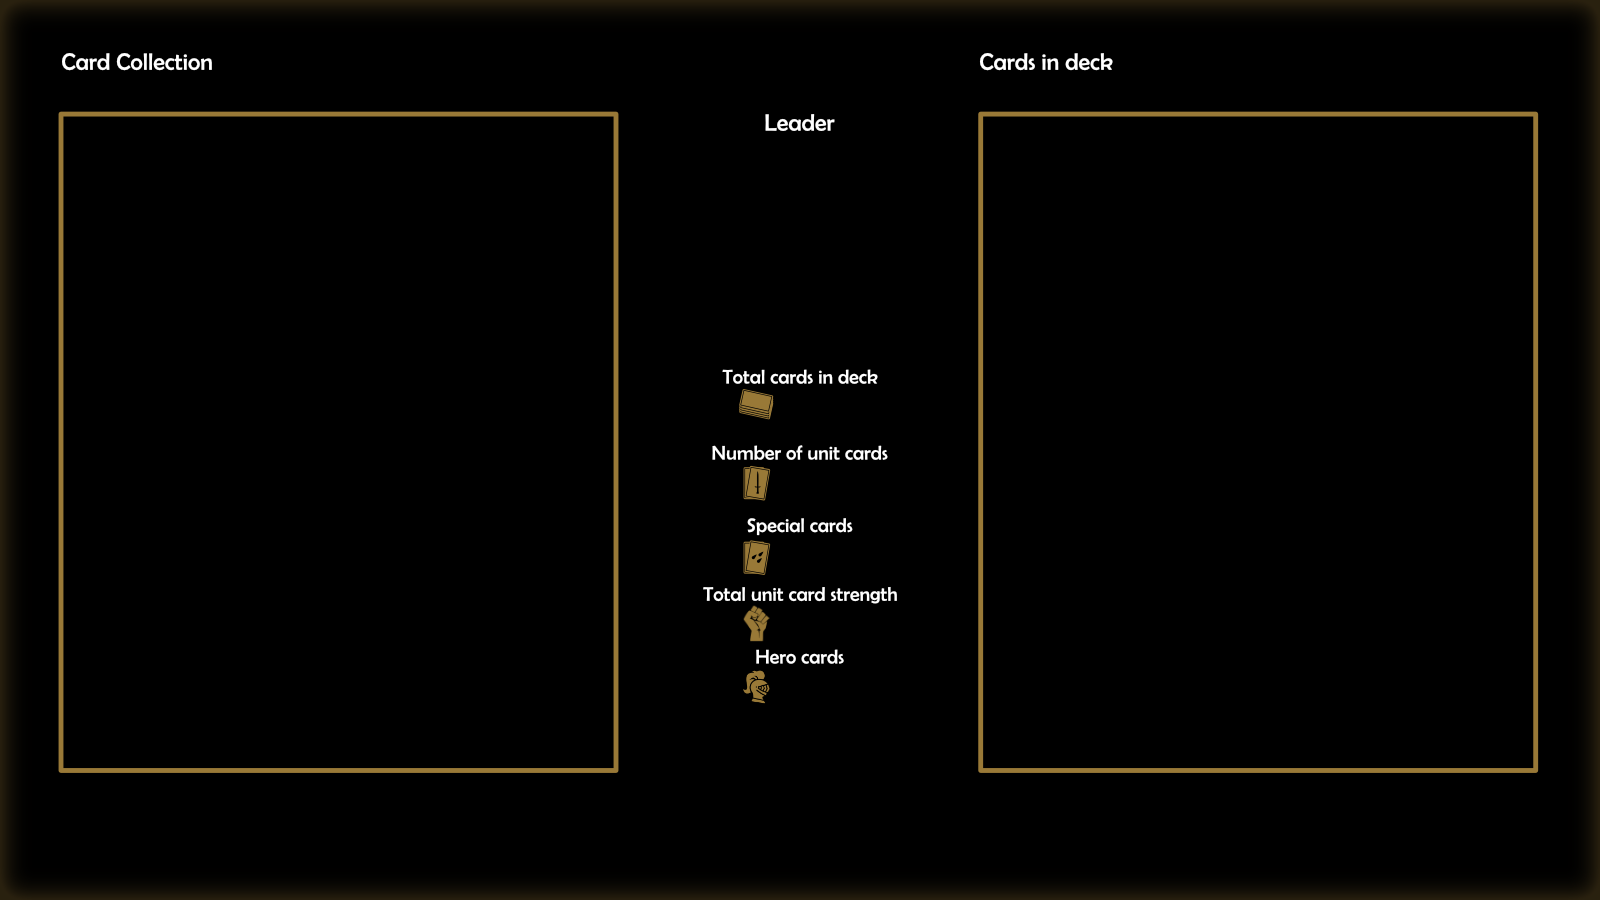 Card Collection
Cards in deck
Leader
Total cards in deck
Number of unit cards
Special cards
Total unit card strength
Hero cards